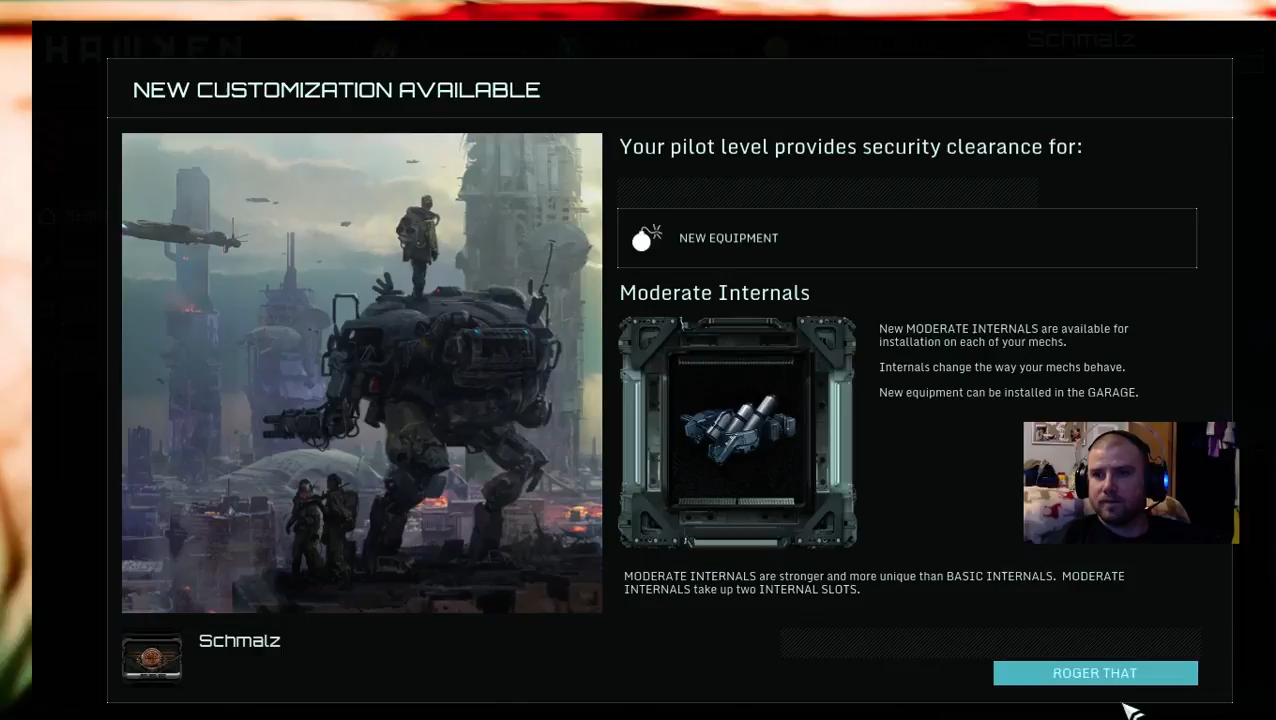 HAWKEN
Schmalz
NEW CUSTOMIZATION AVAILABLE
Your pilot level provides security clearance for:
NEW EQUIPMENT
Moderate Internals
New MODERATE INTERNALS are available for
installation on each of your mechs.
Internals change the way your mechs behave.
New equipment can be installed in the GARAGE.
MODERATE INTERNALS are stronger and more unique than BASIC INTERNALS. MODERATE
INTERNALS take up two INTERNAL SLOTS.
Schmalz
ROGER THAT